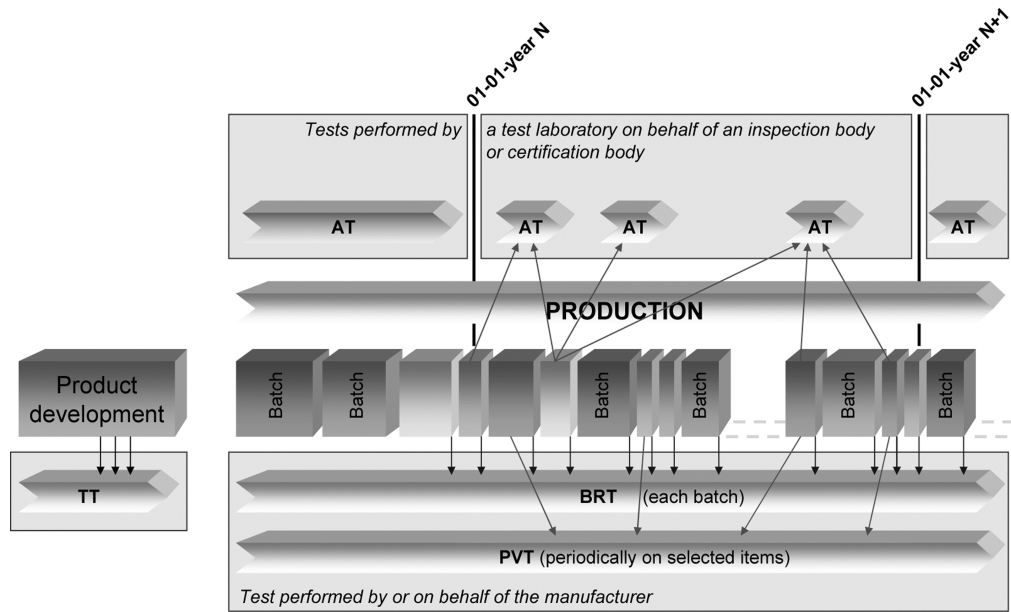 01-01-year N
01-01-year N+1
Tests performed by
a test laboratory on behalf of an inspection body
or certification body
AT
AT
AT
AT
AT
PRODUCTION
Product
development
Batch
Batch
Batch
Batch
Batch
Batch
TT
BRT (each batch)
PVT (periodically on selected items)
Test performed by or on behalf of the manufacturer